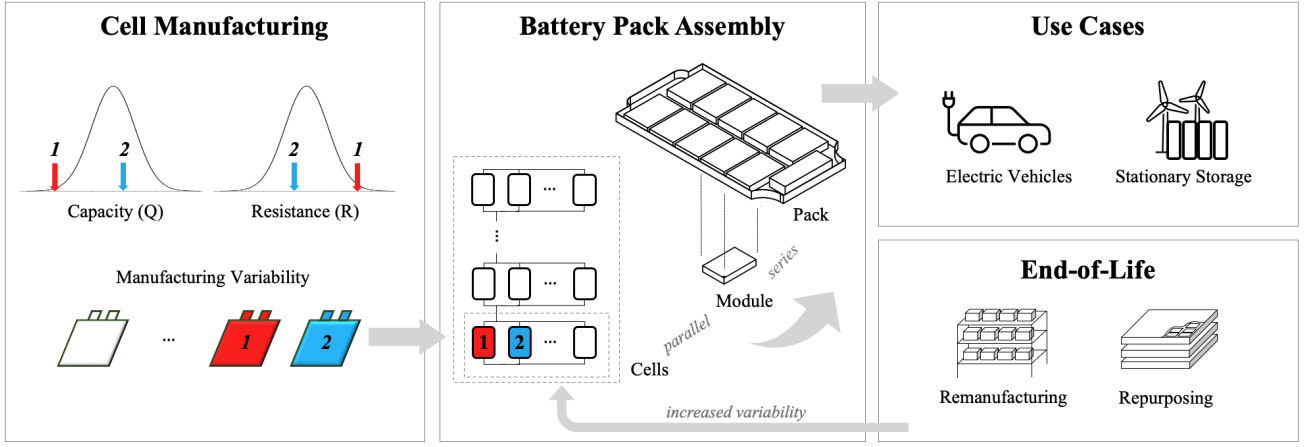 Cell Manufacturing
1
2
2
1
Capacity (Q)
Resistance (R)
Manufacturing Variability
...
1
2
Battery Pack Assembly
...
...
...
1
2
...
Cells
Pack
Module
series
parallel
increased variability
Use Cases
Electric Vehicles
Stationary Storage
End-of-Life
Remanufacturing
Repurposing